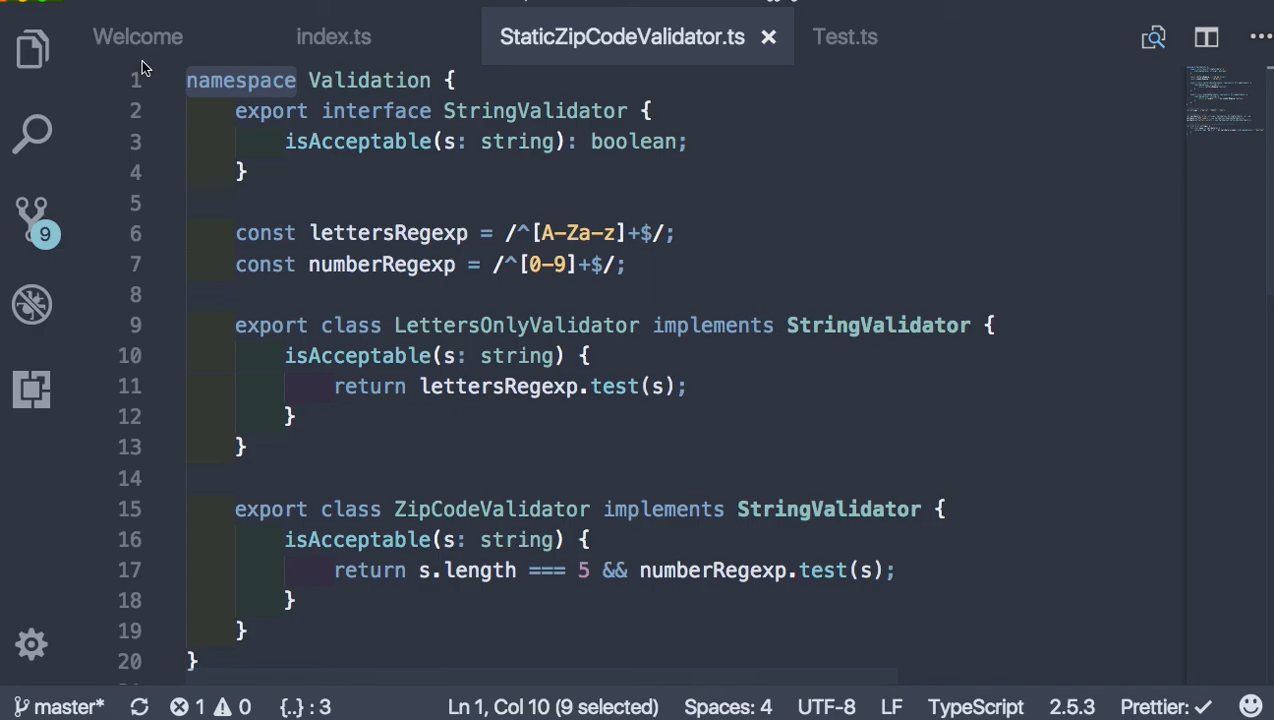 Welcome index.ts StaticZipCodeValidator.ts × Test.ts
1 namespace Validation {
2 export interface StringValidator {
3 isAcceptable(s: string): boolean;
4 }
5
6 const lettersRegexp = /^[A-Za-z]+$/;
7 const numberRegexp = /^[0-9]+$/;
8
9 export class LettersOnlyValidator implements StringValidator {
10 isAcceptable(s: string) {
11 return lettersRegexp.test(s);
12 }
13 }
14
15 export class ZipCodeValidator implements StringValidator {
16 isAcceptable(s: string) {
17 return s.length === 5 && numberRegexp.test(s);
18 }
19 }
20 }
9
master* 1 0 {..} : 3 Ln 1, Col 10 (9 selected) Spaces: 4 UTF-8 LF TypeScript 2.5.3 Prettier: ✓